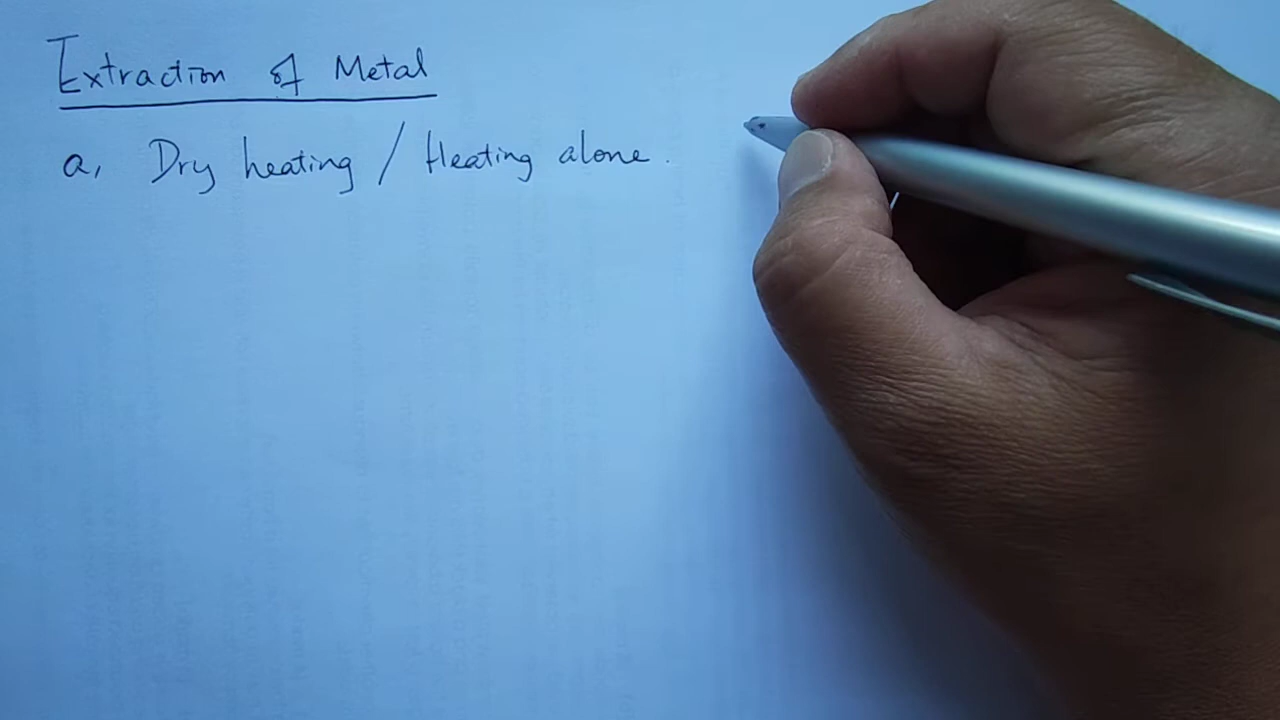 Extraction of Metal
a, Dry heating / Heating alone.